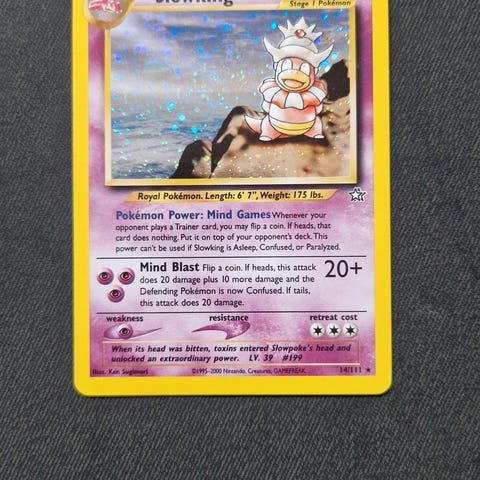 Slowking
Stage 1 Pokémon
Royal Pokémon. Length: 6' 7", Weight: 175 lbs.
Pokémon Power: Mind Games Whenever your
opponent plays a Trainer card, you may flip a coin. If heads, that
card does nothing. Put it on top of your opponent's deck. This
power can't be used if Slowking is Asleep, Confused, or Paralyzed.
Mind Blast Flip a coin. If heads, this attack
does 20 damage plus 10 more damage and the
Defending Pokémon is now Confused. If tails,
this attack does 20 damage.
20+
weakness resistance retreat cost
When its head was bitten, toxins entered Slowpoke's head and
unlocked an extraordinary power. LV. 39 #199
Illus. Ken Sugimori ©1995-2000 Nintendo, Creatures, GAMEFREAK. 14/111 ★